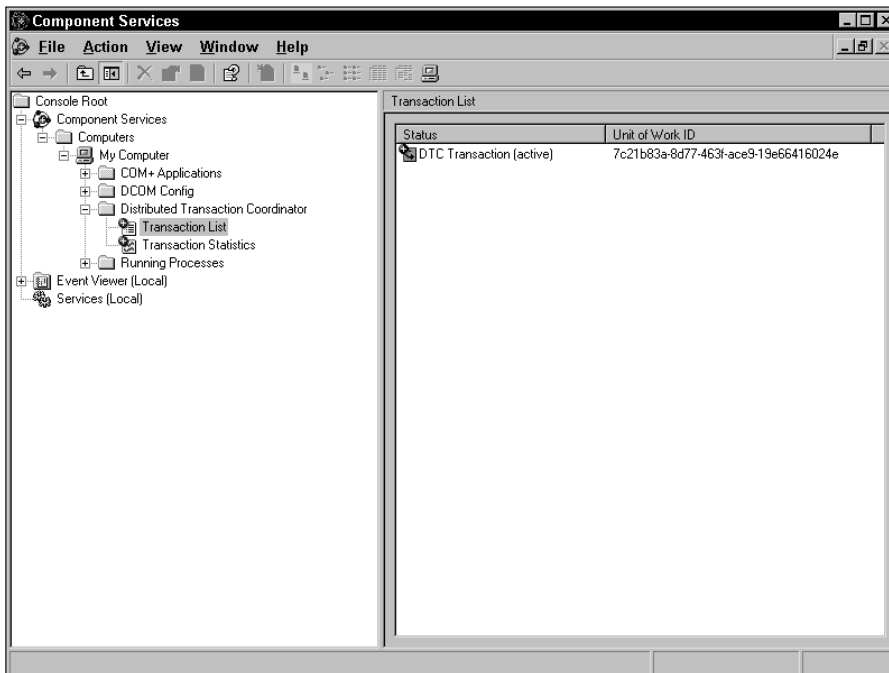 Component Services
File Action View Window Help
Console Root
Component Services
Computers
My Computer
COM+ Applications
DCOM Config
Distributed Transaction Coordinator
Transaction List
Transaction Statistics
Running Processes
Event Viewer (Local)
Services (Local)
Transaction List
Status Unit of Work ID
DTC Transaction (active) 7c21b83a-8d77-463f-ace9-19e66416024e